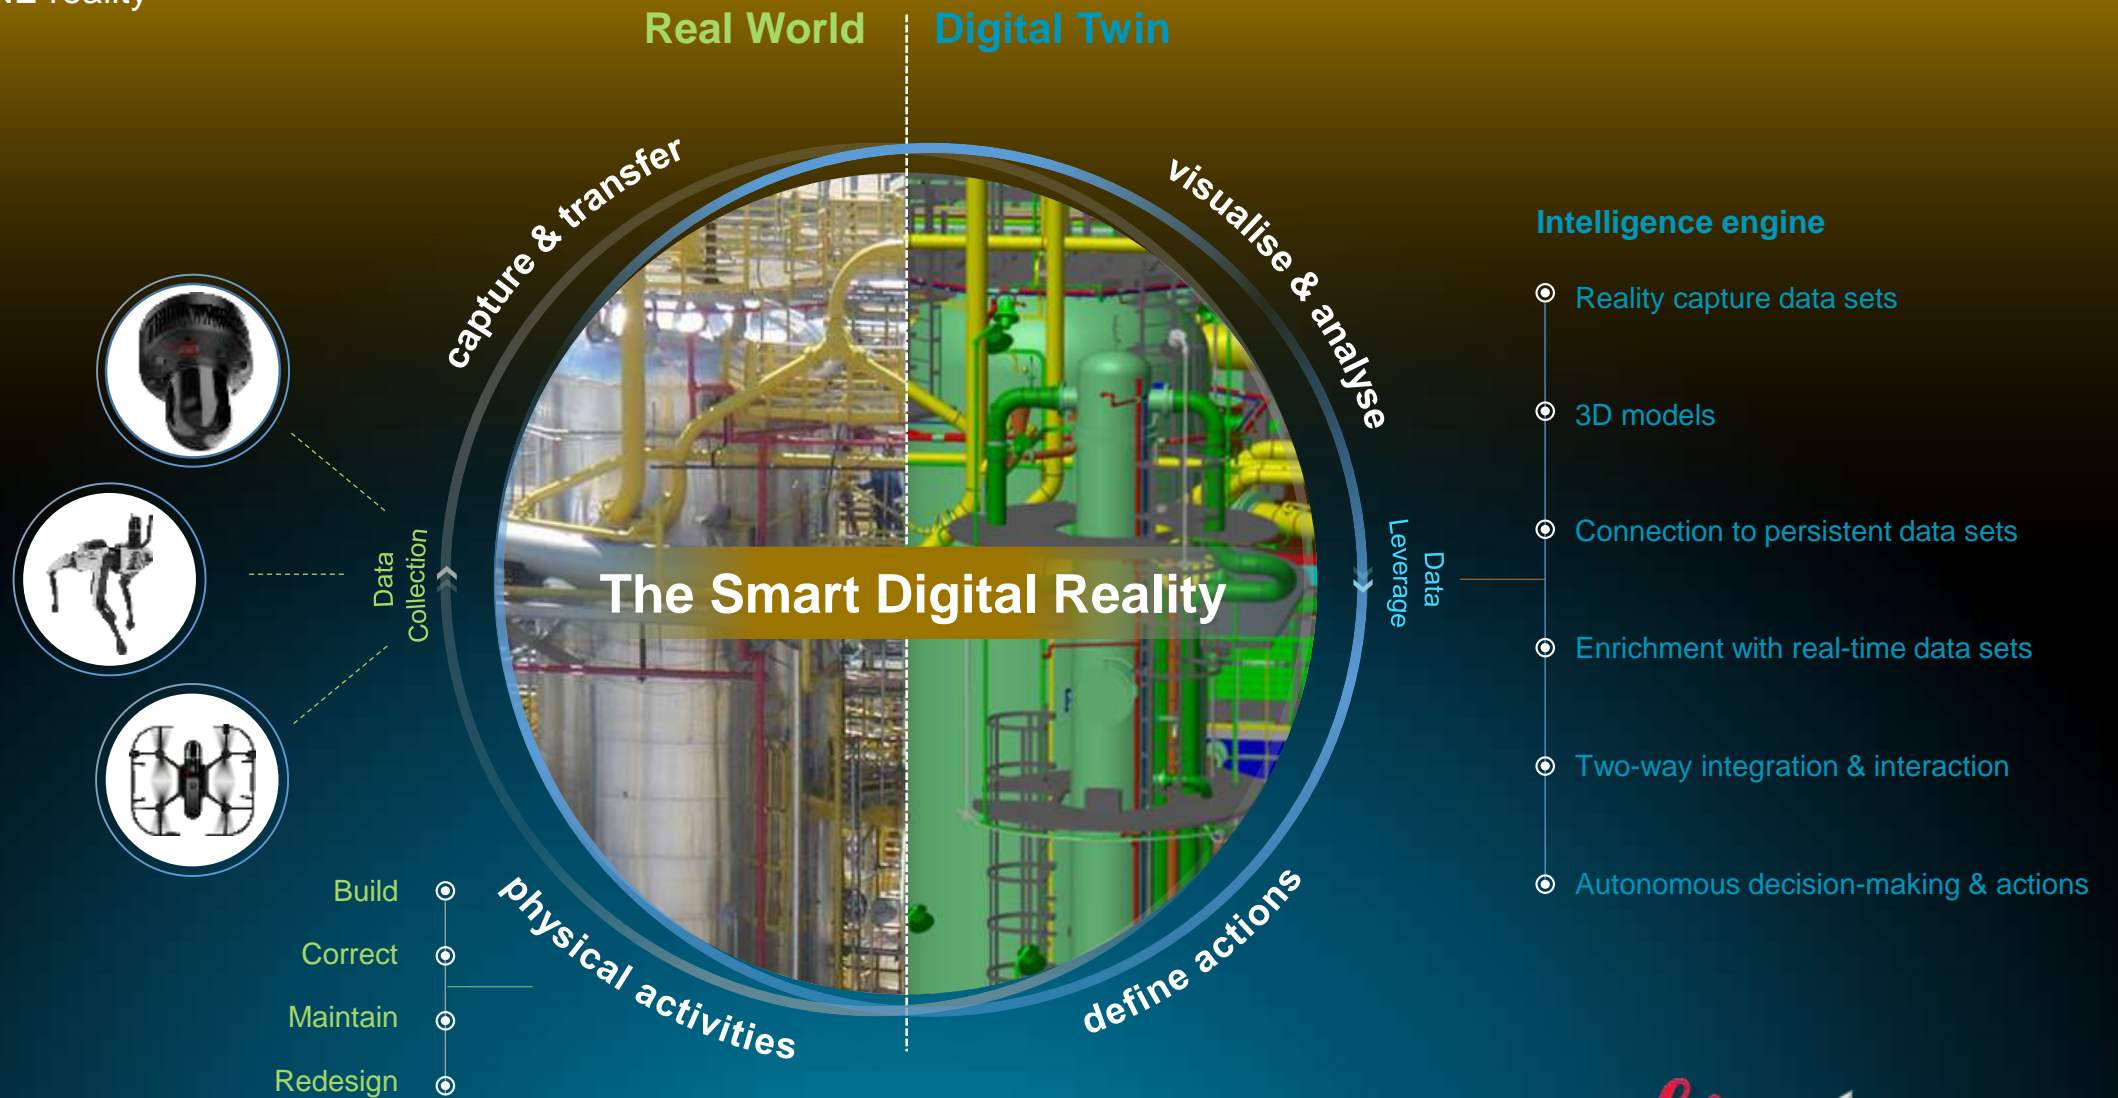 reality
Real World
Digital Twin
capture & transfer
visualise & analyse
Intelligence engine
Reality capture data sets
3D models
Connection to persistent data sets
Enrichment with real-time data sets
Two-way integration & interaction
Autonomous decision-making & actions
Data
Collection
Data
Leverage
The Smart Digital Reality
physical activities
define actions
Build
Correct
Maintain
Redesign